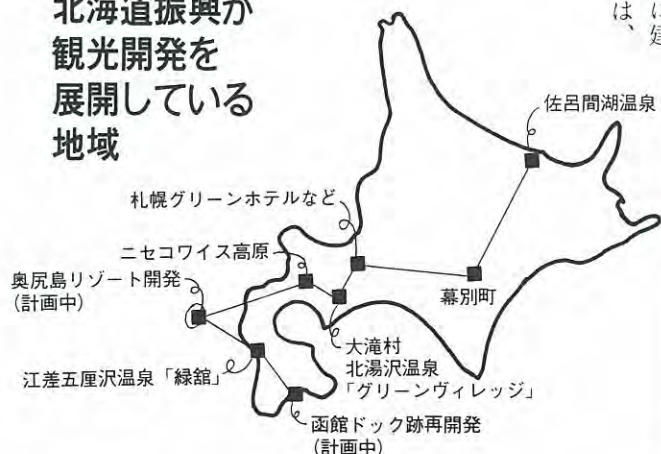 北海道振興が
観光開発を
展開している
地域
は、
佐呂間湖温泉
札幌グリーンホテルなど
ニセコワイス高原
奥尻島リゾート開発
(計画中)
幕別町
大滝村
北湯沢温泉
「グリーンヴィレッジ」
江差五厘沢温泉「緑舘」
函館ドック跡再開発
(計画中)